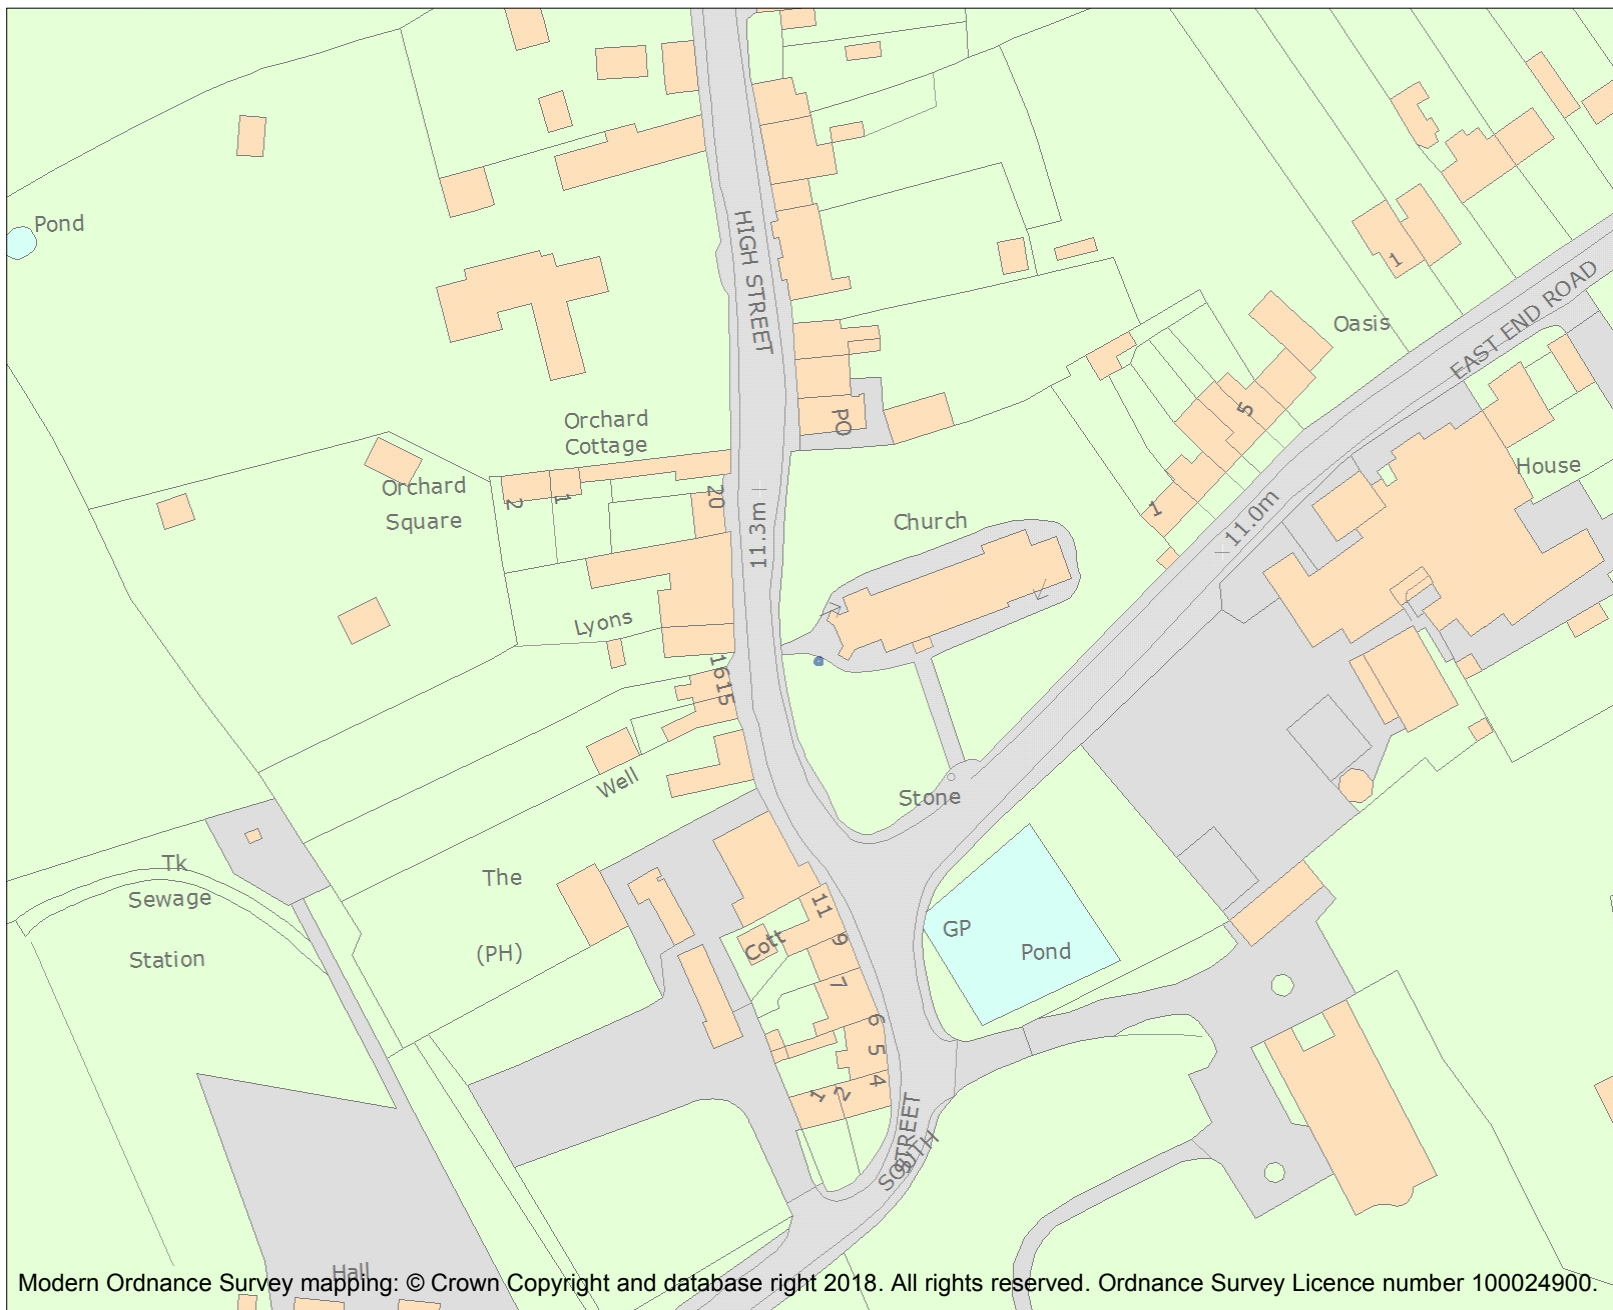 Pond
HIGH STREET
1
Oasis
EAST END ROAD
5
PO
Orchard
Cottage
Orchard
Square
2
1
20
11.3m
Church
1
11.0m
House
Lyons
1615
Well
Stone
Tk
Sewage
Station
The
(PH)
11
Cott
9
7
6
5
4
1
2
GP
Pond
STREET
SOUTH
Hall
Modern Ordnance Survey mapping: © Crown Copyright and database right 2018. All rights reserved. Ordnance Survey Licence number 100024900.